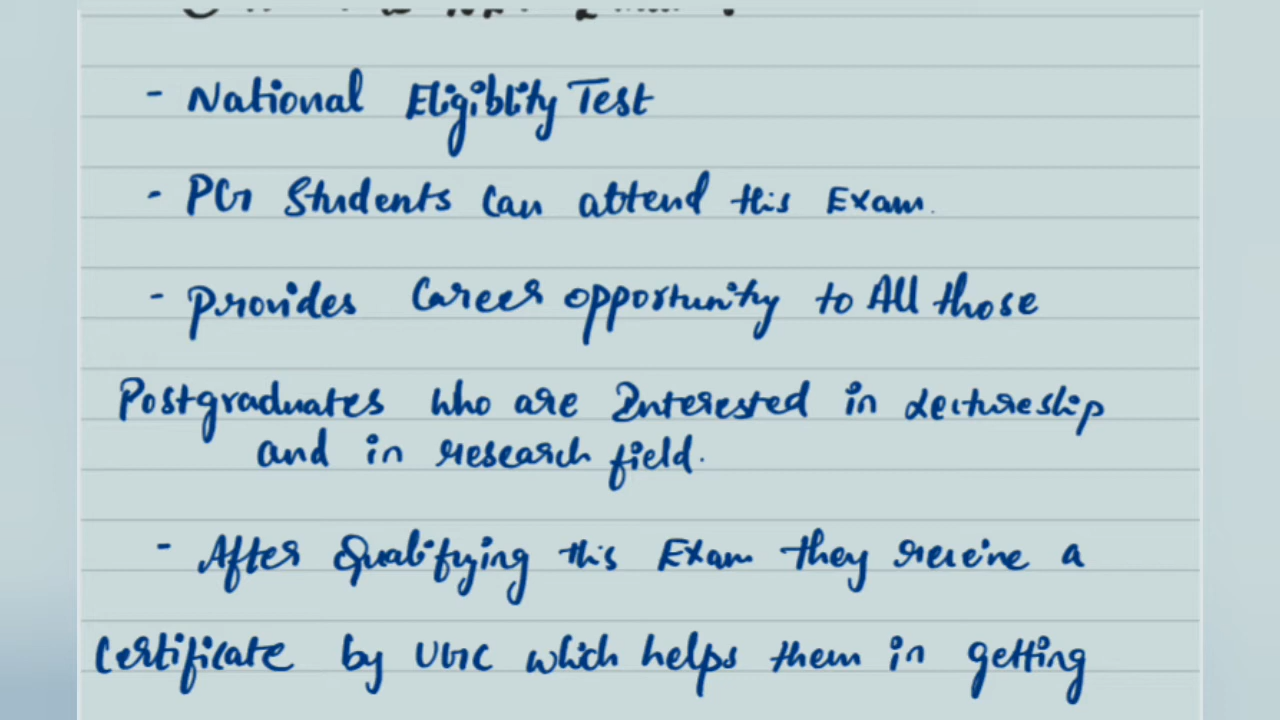 - National Eligiblity Test
- PG Students Can attend this Exam.
- Provides Career opportunity to All those
Postgraduates who are Interested in Lectureship
and in research field.
- After Qualifying this Exam they receive a
Certificate by UGC which helps them in getting